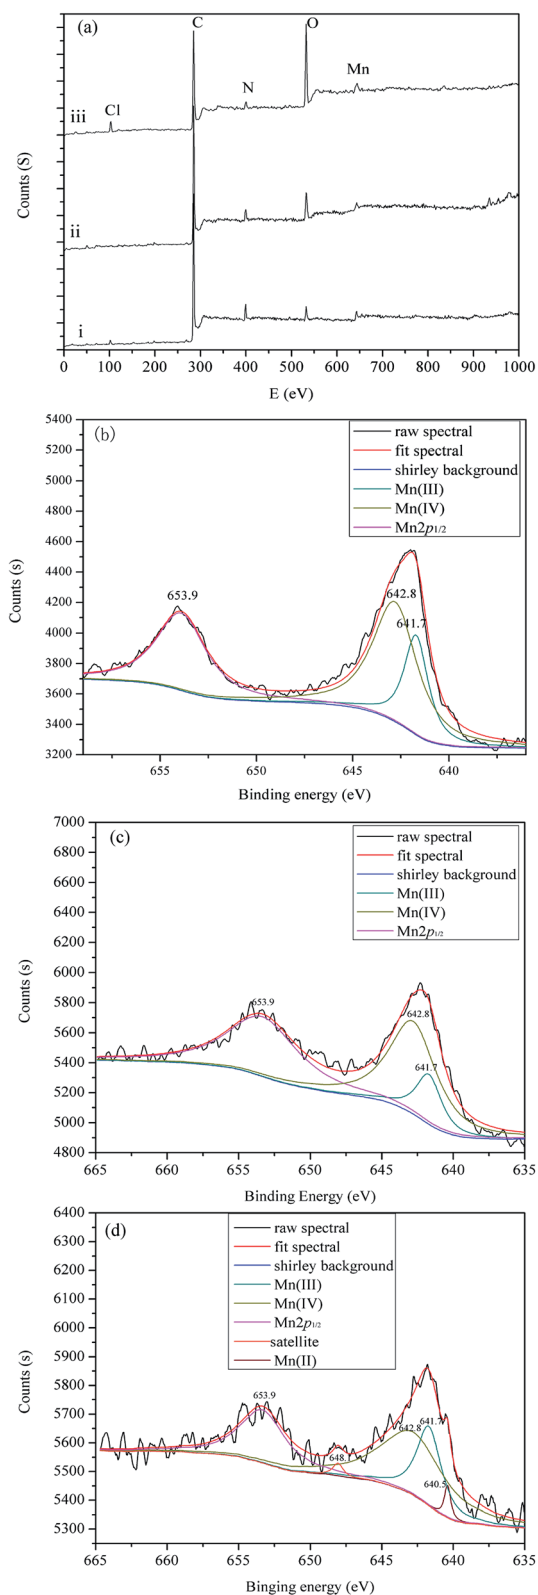 (a)
C
O
Mn
N
Cl
iii
ii
i
Counts (S)
0 100 200 300 400 500 600 700 800 900 1000
E (eV)
(b)
5400
5200
5000
4800
4600
4400
4200
4000
3800
3600
3400
3200
raw spectral
fit spectral
shirley background
Mn(III)
Mn(IV)
Mn2p1/2
653.9
642.8
641.7
Counts (s)
655 650 645 640
Binding energy (eV)
(c)
7000
6800
6600
6400
6200
6000
5800
5600
5400
5200
5000
4800
raw spectral
fit spectral
shirley background
Mn(III)
Mn(IV)
Mn2p1/2
653.9
642.8
641.7
Counts (s)
665 660 655 650 645 640 635
Binding Energy (eV)
(d)
6400
6300
6200
6100
6000
5900
5800
5700
5600
5500
5400
5300
raw spectral
fit spectral
shirley background
Mn(III)
Mn(IV)
Mn2p1/2
satellite
Mn(II)
653.9
648.1
642.8
641.7
640.5
Counts (s)
665 660 655 650 645 640 635
Binging energy (eV)